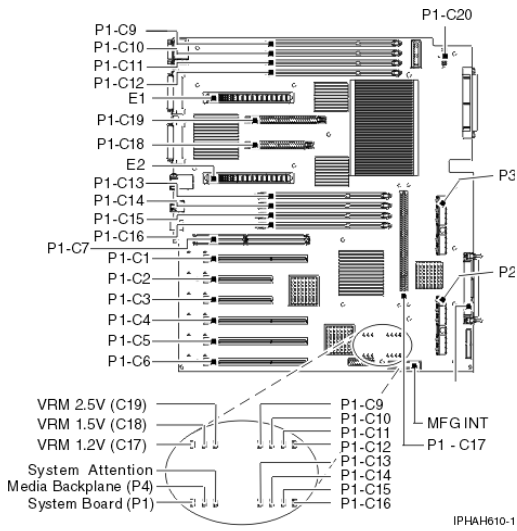 P1-C20
P1-C9
P1-C10
P1-C11
P1-C12
E1
P1-C19
P1-C18
E2
P1-C13
P1-C14
P1-C15
P1-C16
P1-C7
P1-C1
P1-C2
P1-C3
P1-C4
P1-C5
P1-C6
P3
P2
MFG INT
P1 - C17
VRM 2.5V (C19)
VRM 1.5V (C18)
VRM 1.2V (C17)
System Attention
Media Backplane (P4)
System Board (P1)
P1-C9
P1-C10
P1-C11
P1-C12
P1-C13
P1-C14
P1-C15
P1-C16
IPHAH610-1